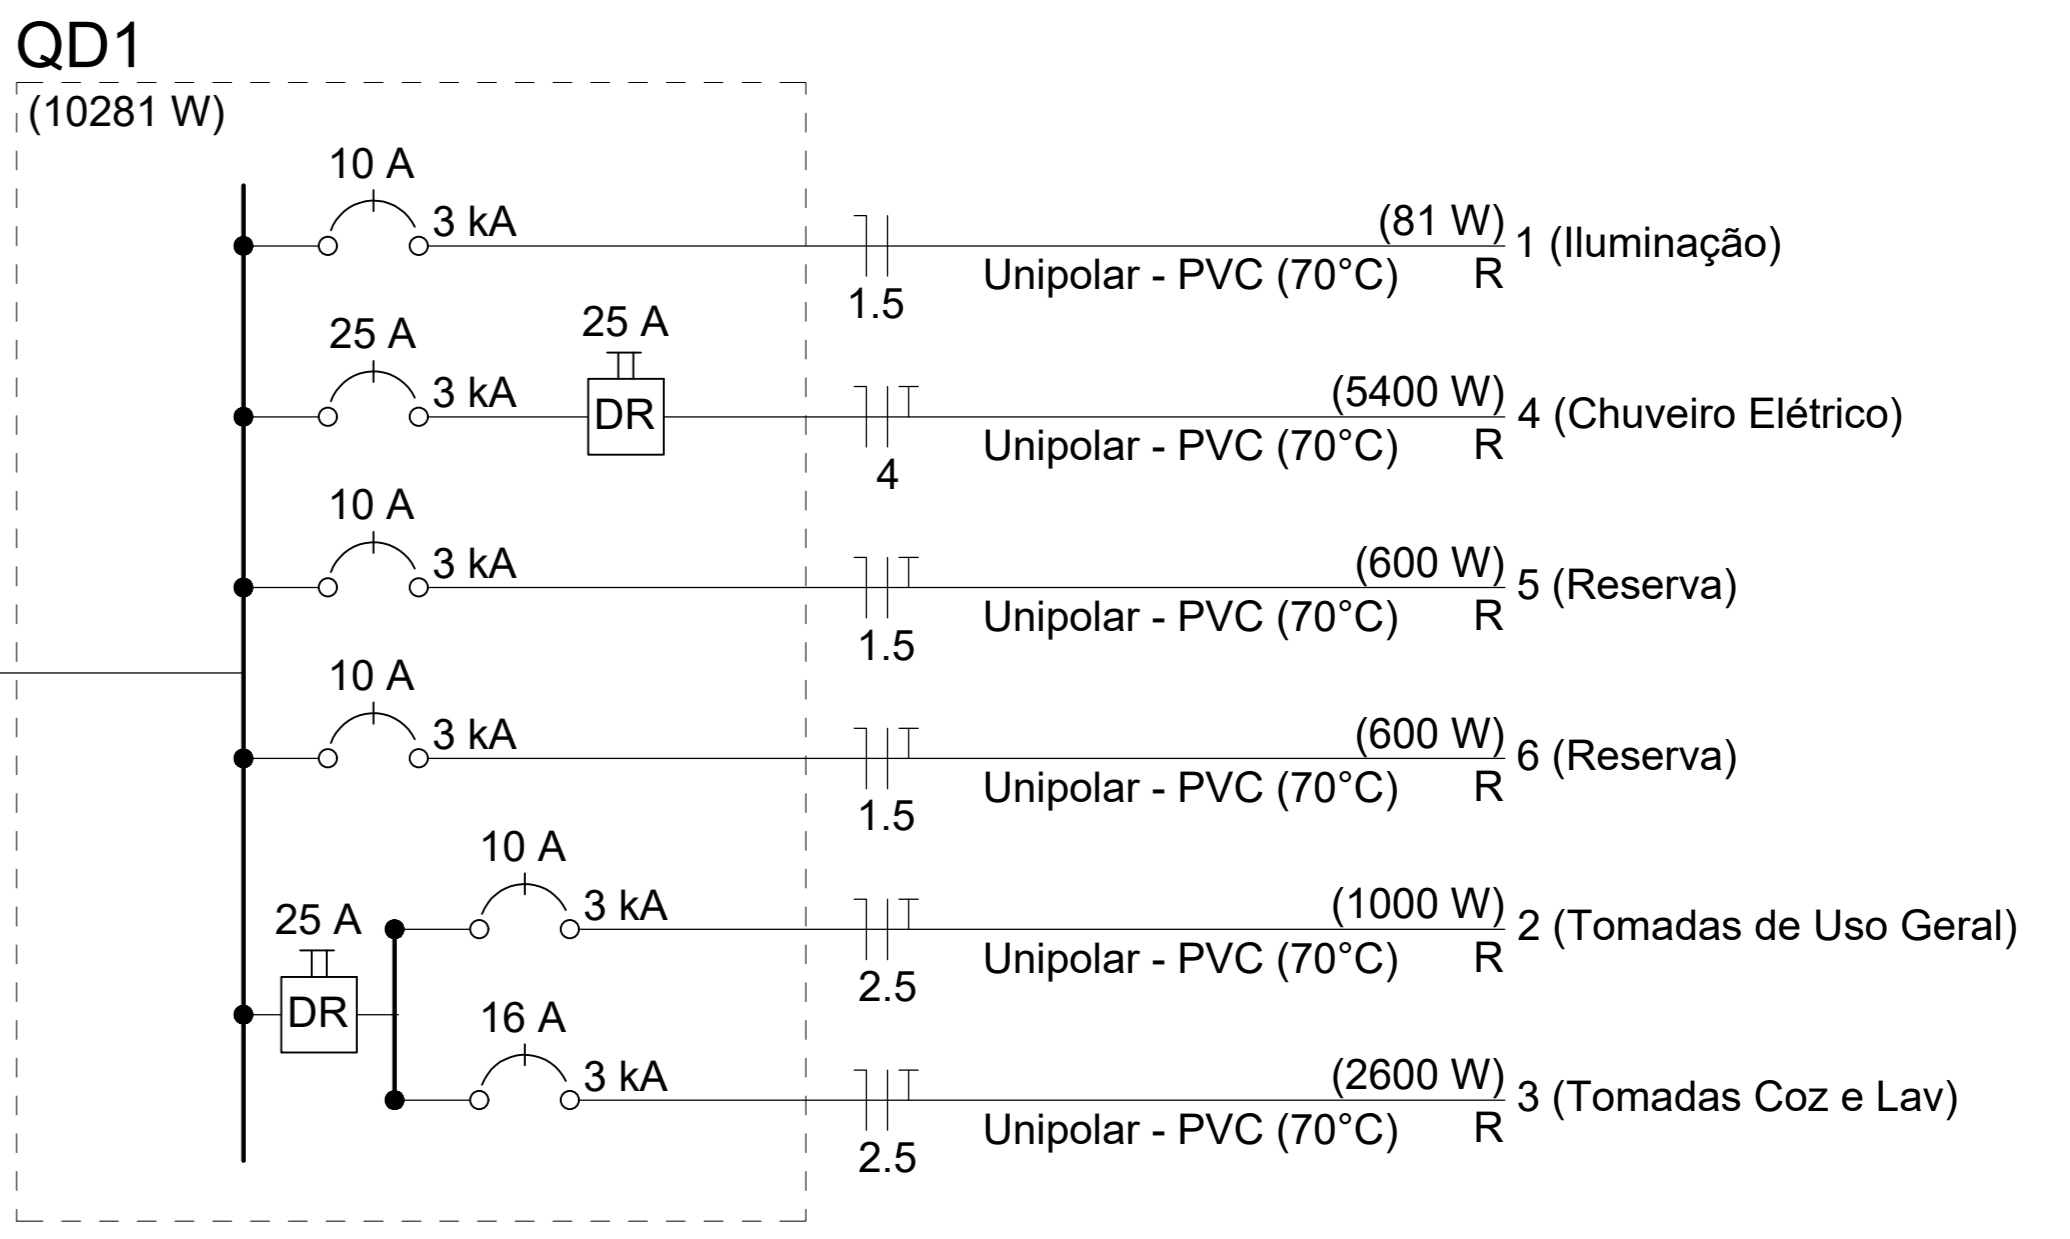 QD1
(10281 W)
10 A
3 kA
1.5
(81 W)
Unipolar - PVC (70°C)
R
1 (Iluminação)
25 A
3 kA
25 A
DR
4
(5400 W)
Unipolar - PVC (70°C)
R
4 (Chuveiro Elétrico)
10 A
3 kA
1.5
(600 W)
Unipolar - PVC (70°C)
R
5 (Reserva)
10 A
3 kA
1.5
(600 W)
Unipolar - PVC (70°C)
R
6 (Reserva)
25 A
DR
10 A
3 kA
2.5
(1000 W)
Unipolar - PVC (70°C)
R
2 (Tomadas de Uso Geral)
16 A
3 kA
2.5
(2600 W)
Unipolar - PVC (70°C)
R
3 (Tomadas Coz e Lav)